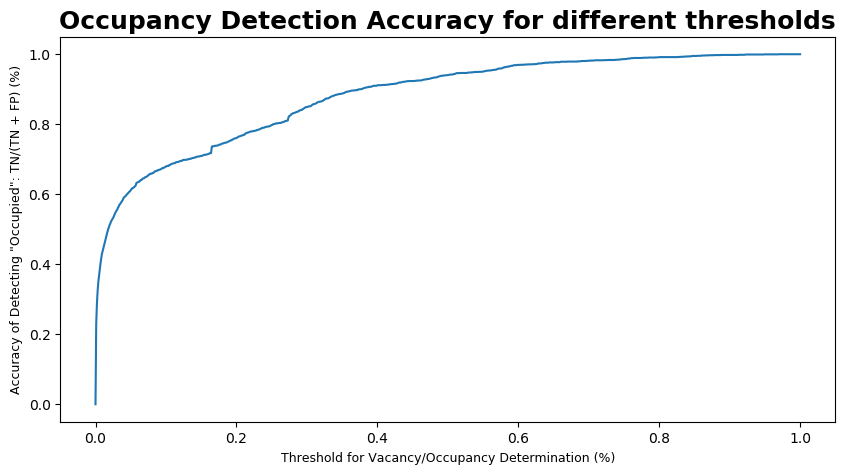 Occupancy Detection Accuracy for different thresholds
Accuracy of Detecting "Occupied": TN/(TN + FP) (%)
1.0
0.8
0.6
0.4
0.2
0.0
0.0 0.2 0.4 0.6 0.8 1.0
Threshold for Vacancy/Occupancy Determination (%)